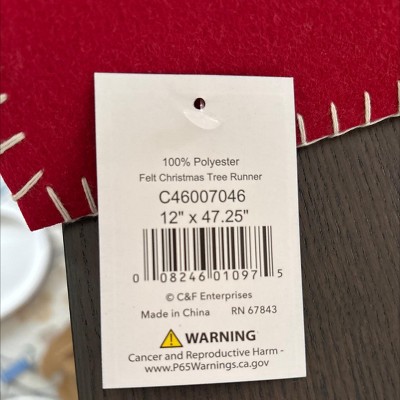 100% Polyester
Felt Christmas Tree Runner
C46007046
12" x 47.25"
0 08246 01097 5
© C&F Enterprises
Made in China RN 67843
WARNING
Cancer and Reproductive Harm -
www.P65Warnings.ca.gov